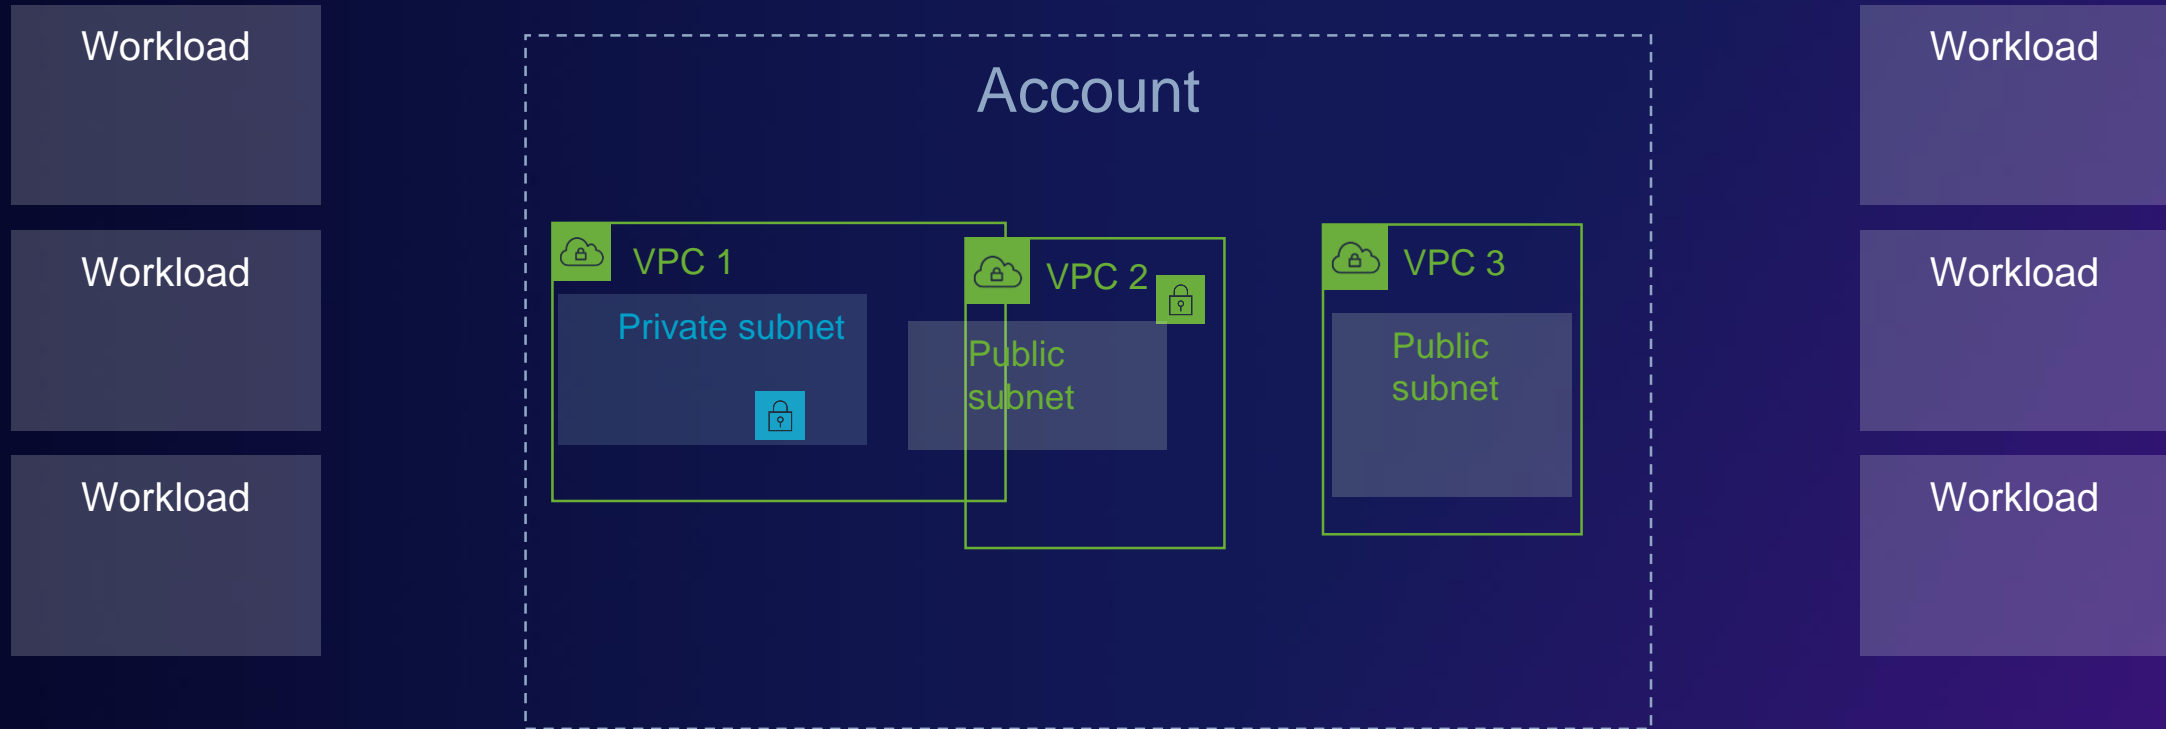 Workload
Account
Workload
VPC 1
VPC 2
VPC 3
Workload
Private subnet
Public
subnet
Public
subnet
Workload
Workload
Workload